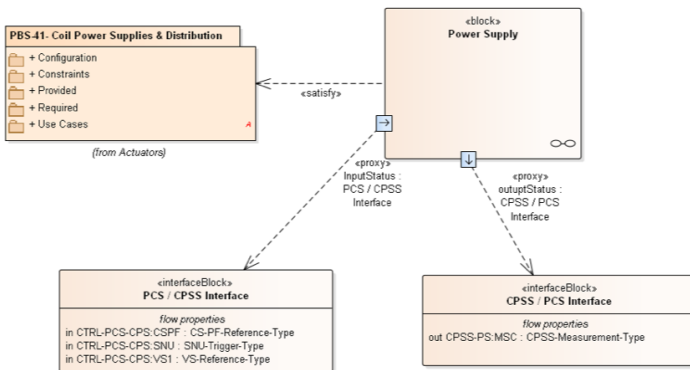 PBS-41- Coil Power Supplies & Distribution
+ Configuration
+ Constraints
+ Provided
+ Required
+ Use Cases
A
(from Actuators)
«satisfy»
«block»
Power Supply
«proxy»
InputStatus :
PCS / CPSS
Interface
«proxy»
outuptStatus :
CPSS / PCS
Interface
«interfaceBlock»
PCS / CPSS Interface
flow properties
in CTRL-PCS-CPS:CSPF : CS-PF-Reference-Type
in CTRL-PCS-CPS:SNU : SNU-Trigger-Type
in CTRL-PCS-CPS:VS1 : VS-Reference-Type
«interfaceBlock»
CPSS / PCS Interface
flow properties
out CPSS-PS:MSC : CPSS-Measurement-Type